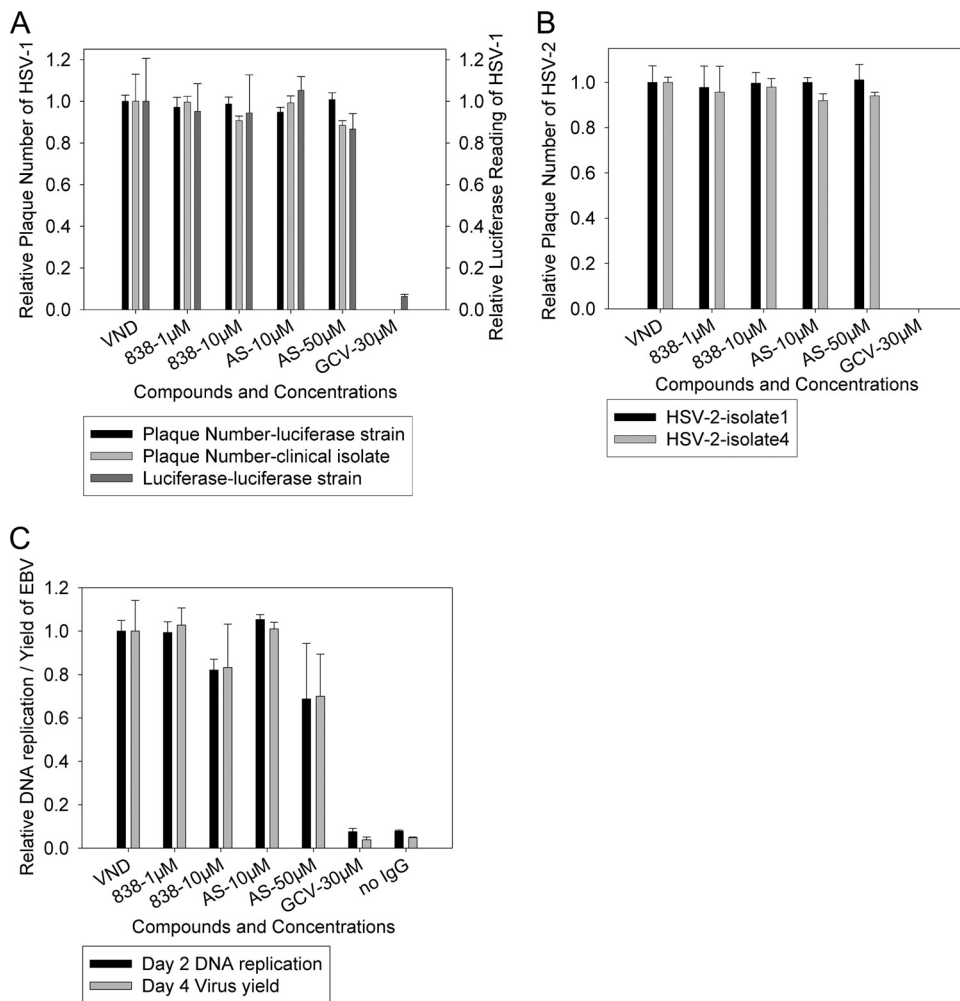 A
Relative Plaque Number of HSV-1
1.2
1.0
0.8
0.6
0.4
0.2
0.0
1.2
1.0
0.8
0.6
0.4
0.2
0.0
Relative Luciferase Reading of HSV-1
VND
838-1µM
838-10µM
AS-10µM
AS-50µM
GCV-30µM
Compounds and Concentrations
Plaque Number-luciferase strain
Plaque Number-clinical isolate
Luciferase-luciferase strain
B
Relative Plaque Number of HSV-2
1.0
0.8
0.6
0.4
0.2
0.0
VND
838-1µM
838-10µM
AS-10µM
AS-50µM
GCV-30µM
Compounds and Concentrations
HSV-2-isolate1
HSV-2-isolate4
C
Relative DNA replication / Yield of EBV
1.2
1.0
0.8
0.6
0.4
0.2
0.0
VND
838-1µM
838-10µM
AS-10µM
AS-50µM
GCV-30µM
no IgG
Compounds and Concentrations
Day 2 DNA replication
Day 4 Virus yield